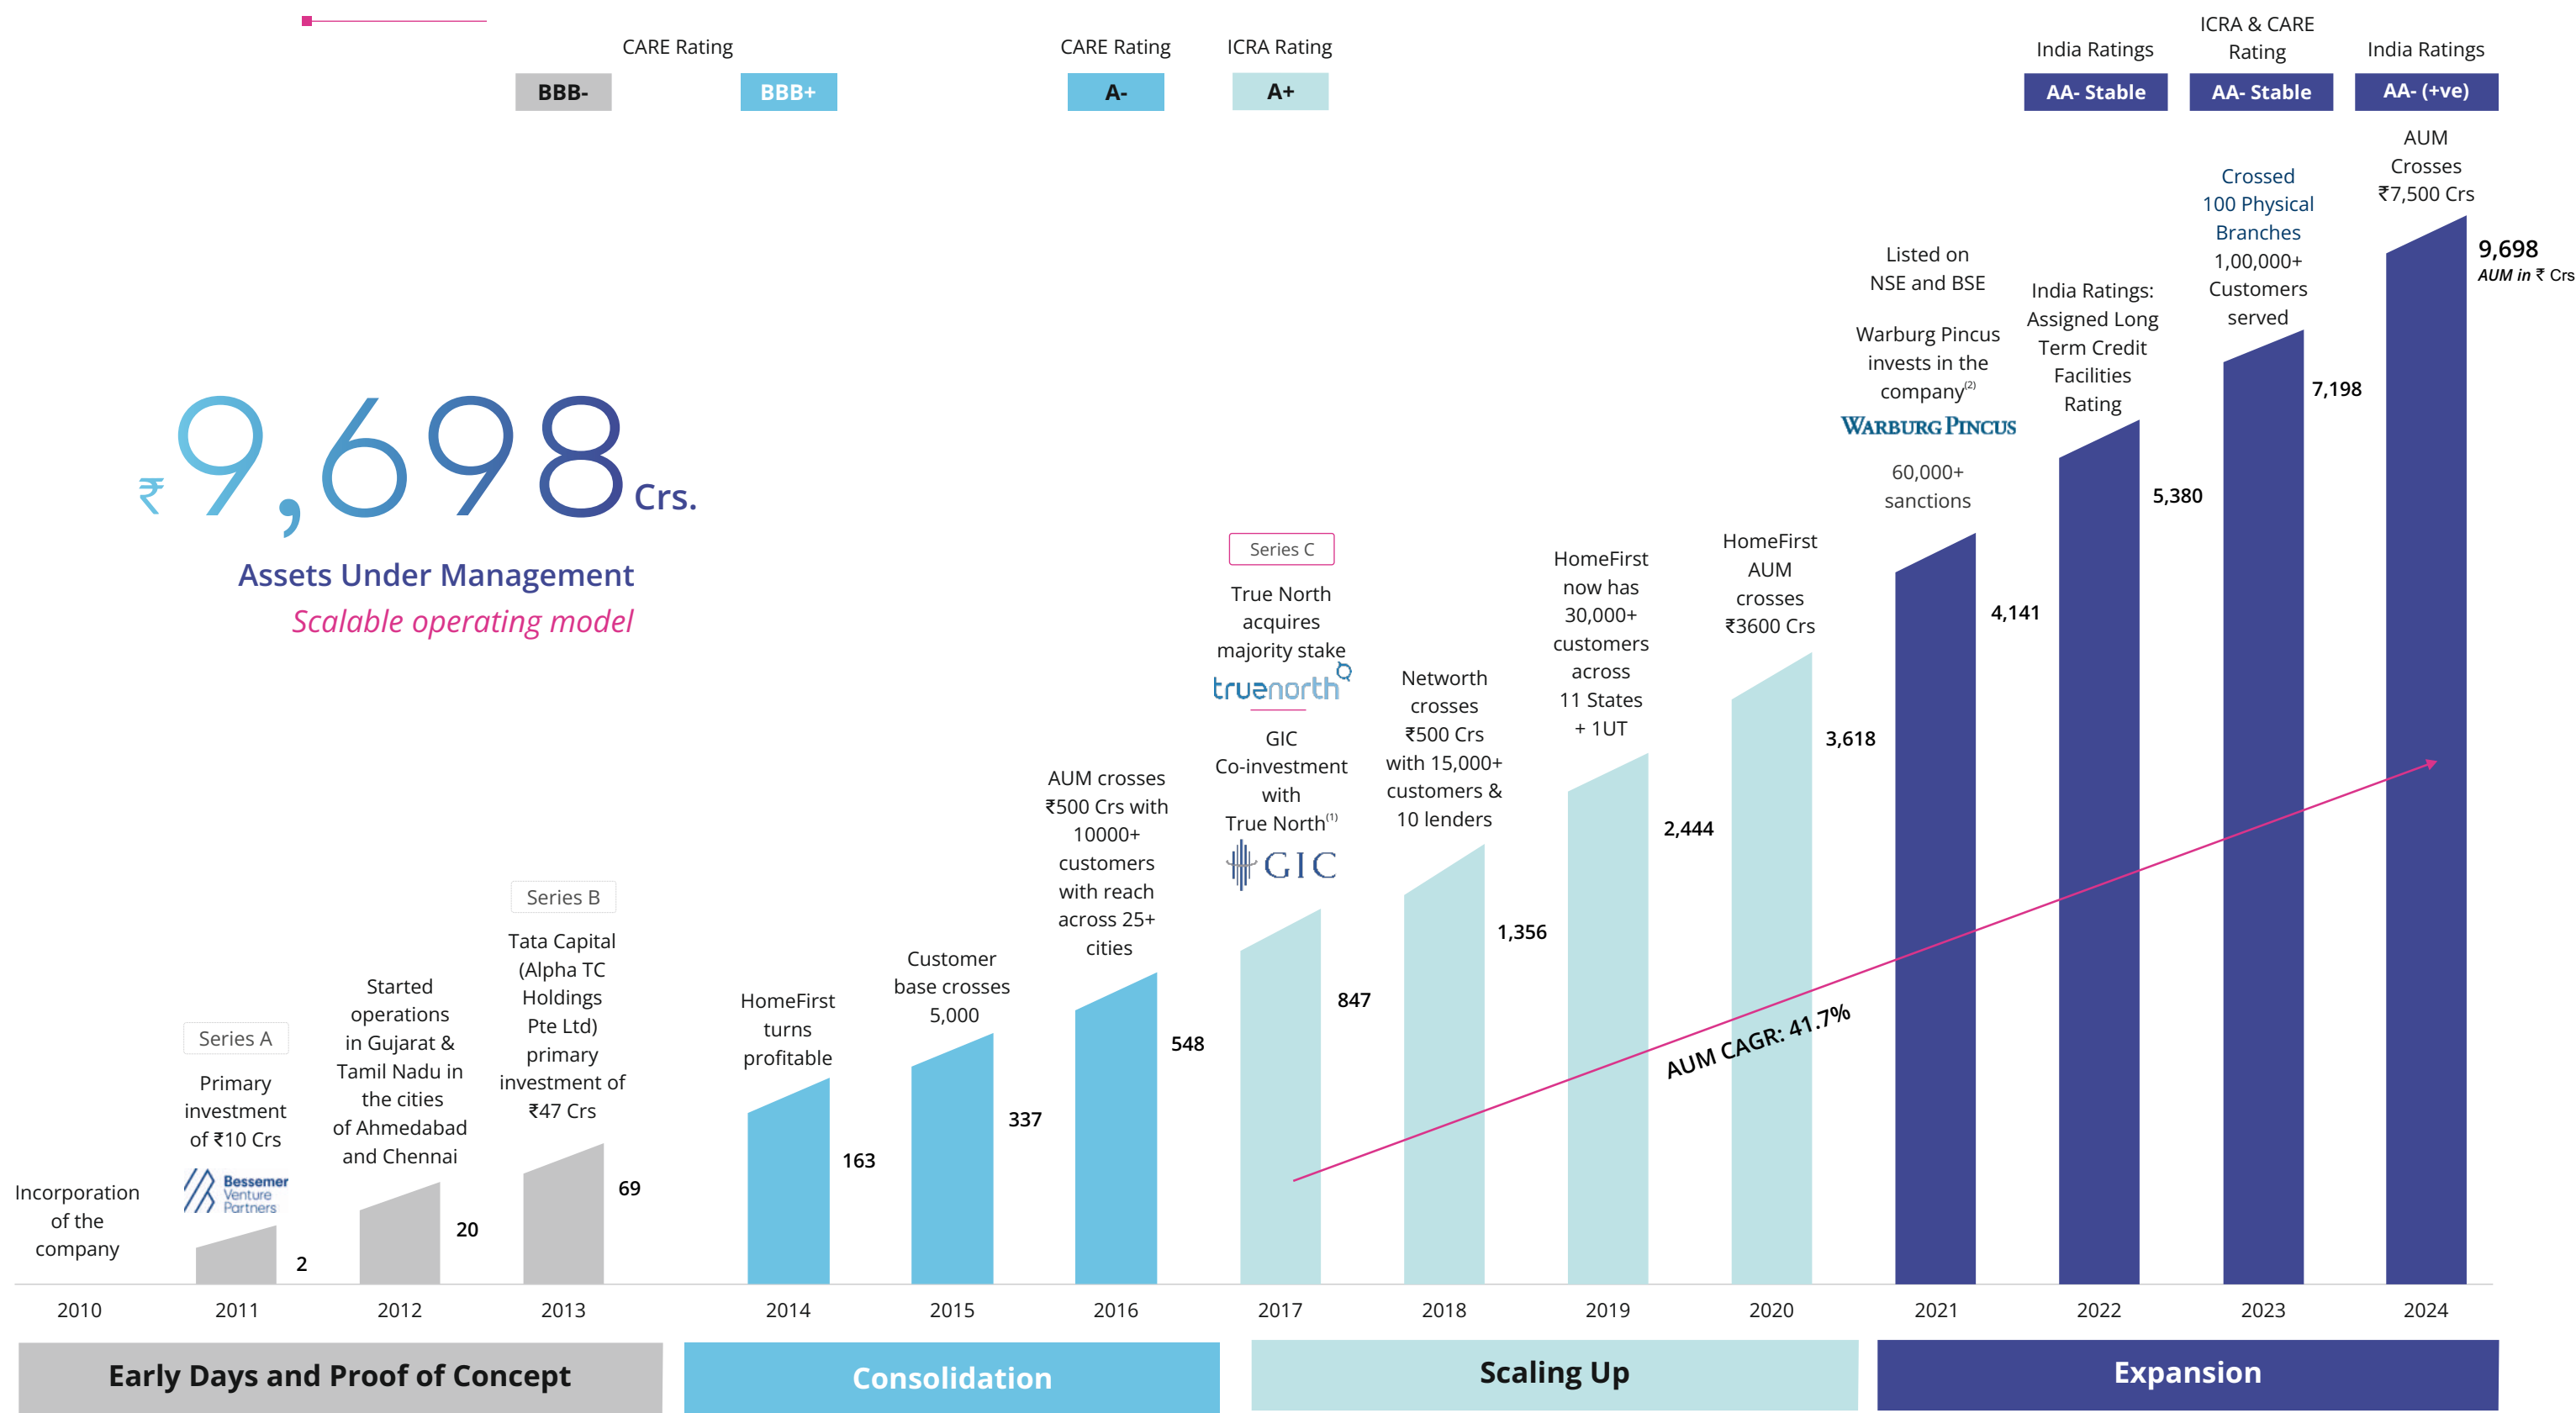 CARE Rating
BBB-
BBB+
CARE Rating
A-
ICRA Rating
A+
India Ratings
AA- Stable
ICRA & CARE
Rating
AA- Stable
India Ratings
AA- (+ve)
₹9,698 Crs.
Assets Under Management
Scalable operating model
Incorporation
of the
company
Series A
Primary
investment
of ₹10 Crs
Bessemer
Venture
Partners
2
Started
operations
in Gujarat &
Tamil Nadu in
the cities
of Ahmedabad
and Chennai
20
Series B
Tata Capital
(Alpha TC
Holdings
Pte Ltd)
primary
investment of
₹47 Crs
69
HomeFirst
turns
profitable
163
Customer
base crosses
5,000
337
AUM crosses
₹500 Crs with
10000+
customers
with reach
across 25+
cities
548
Series C
True North
acquires
majority stake
truenorth
GIC
Co-investment
with
True North(1)
GIC
847
Networth
crosses
₹500 Crs
with 15,000+
customers &
10 lenders
1,356
HomeFirst
now has
30,000+
customers
across
11 States
+ 1UT
2,444
HomeFirst
AUM
crosses
₹3600 Crs
3,618
Listed on
NSE and BSE
Warburg Pincus
invests in the
company(2)
WARBURG PINCUS
60,000+
sanctions
4,141
India Ratings:
Assigned Long
Term Credit
Facilities
Rating
5,380
Crossed
100 Physical
Branches
1,00,000+
Customers
served
7,198
AUM
Crosses
₹7,500 Crs
9,698
AUM in ₹ Crs
AUM CAGR: 41.7%
2010
2011
2012
2013
2014
2015
2016
2017
2018
2019
2020
2021
2022
2023
2024
Early Days and Proof of Concept
Consolidation
Scaling Up
Expansion